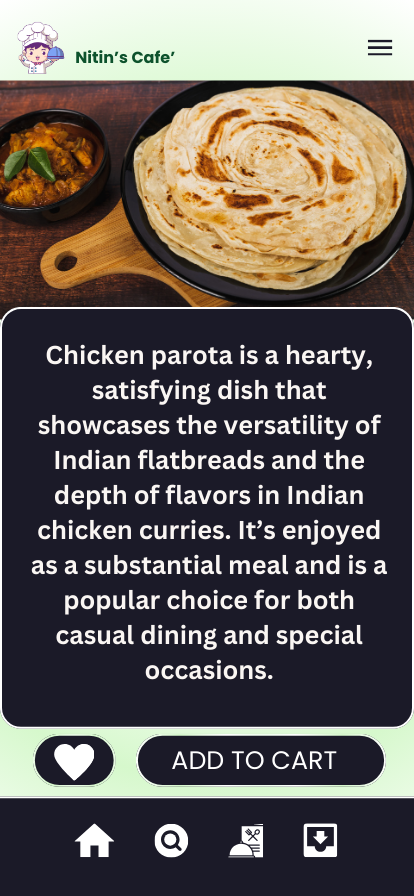 Nitin’s Cafe’
Chicken parota is a hearty,
satisfying dish that
showcases the versatility of
Indian flatbreads and the
depth of flavors in Indian
chicken curries. It’s enjoyed
as a substantial meal and is a
popular choice for both
casual dining and special
occasions.
ADD TO CART